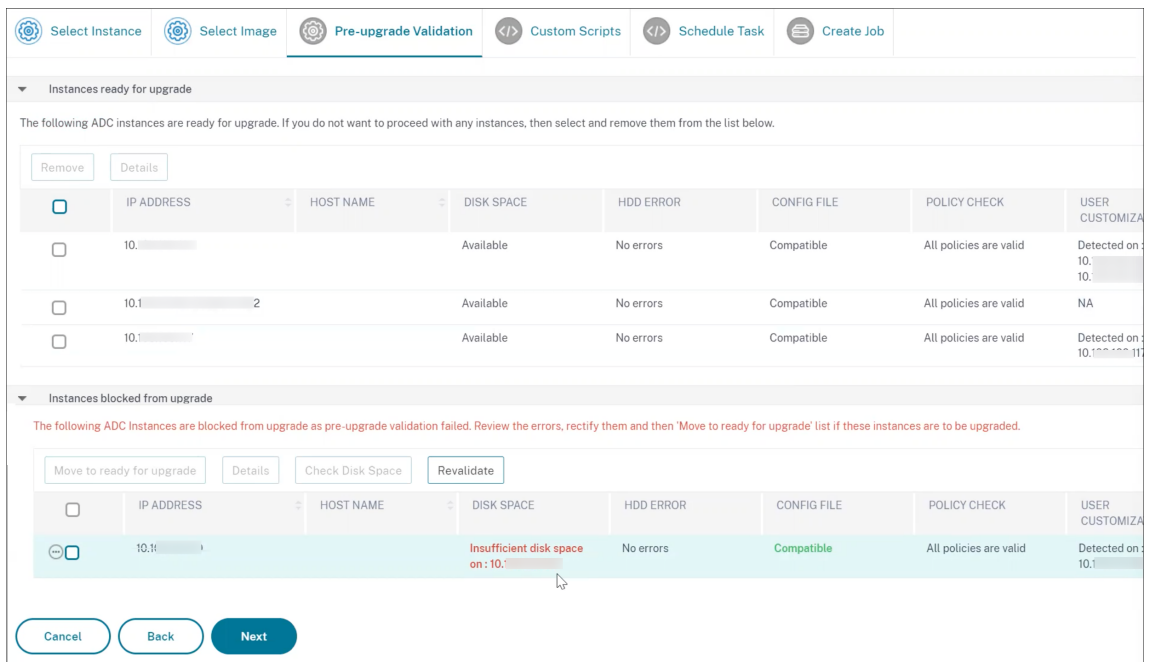 Select Instance
Select Image
Pre-upgrade Validation
Custom Scripts
Schedule Task
Create Job
Instances ready for upgrade
The following ADC instances are ready for upgrade. If you do not want to proceed with any instances, then select and remove them from the list below.
Remove Details
IP ADDRESS HOST NAME DISK SPACE HDD ERROR CONFIG FILE POLICY CHECK USER
CUSTOMIZA
10. Available No errors Compatible All policies are valid Detected on :
10.
10.
10.1 2 Available No errors Compatible All policies are valid NA
10. Available No errors Compatible All policies are valid Detected on :
10.1 117
Instances blocked from upgrade
The following ADC Instances are blocked from upgrade as pre-upgrade validation failed. Review the errors, rectify them and then 'Move to ready for upgrade' list if these instances are to be upgraded.
Move to ready for upgrade Details Check Disk Space Revalidate
IP ADDRESS HOST NAME DISK SPACE HDD ERROR CONFIG FILE POLICY CHECK USER
CUSTOMIZA
10.1 Insufficient disk space No errors Compatible All policies are valid Detected on :
on : 10. 10.
Cancel Back Next